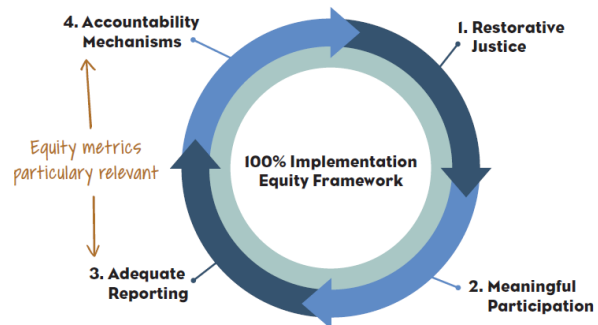 4. Accountability
Mechanisms
1. Restorative
Justice
Equity metrics
particulary relevant
100% Implementation
Equity Framework
3. Adequate
Reporting
2. Meaningful
Participation